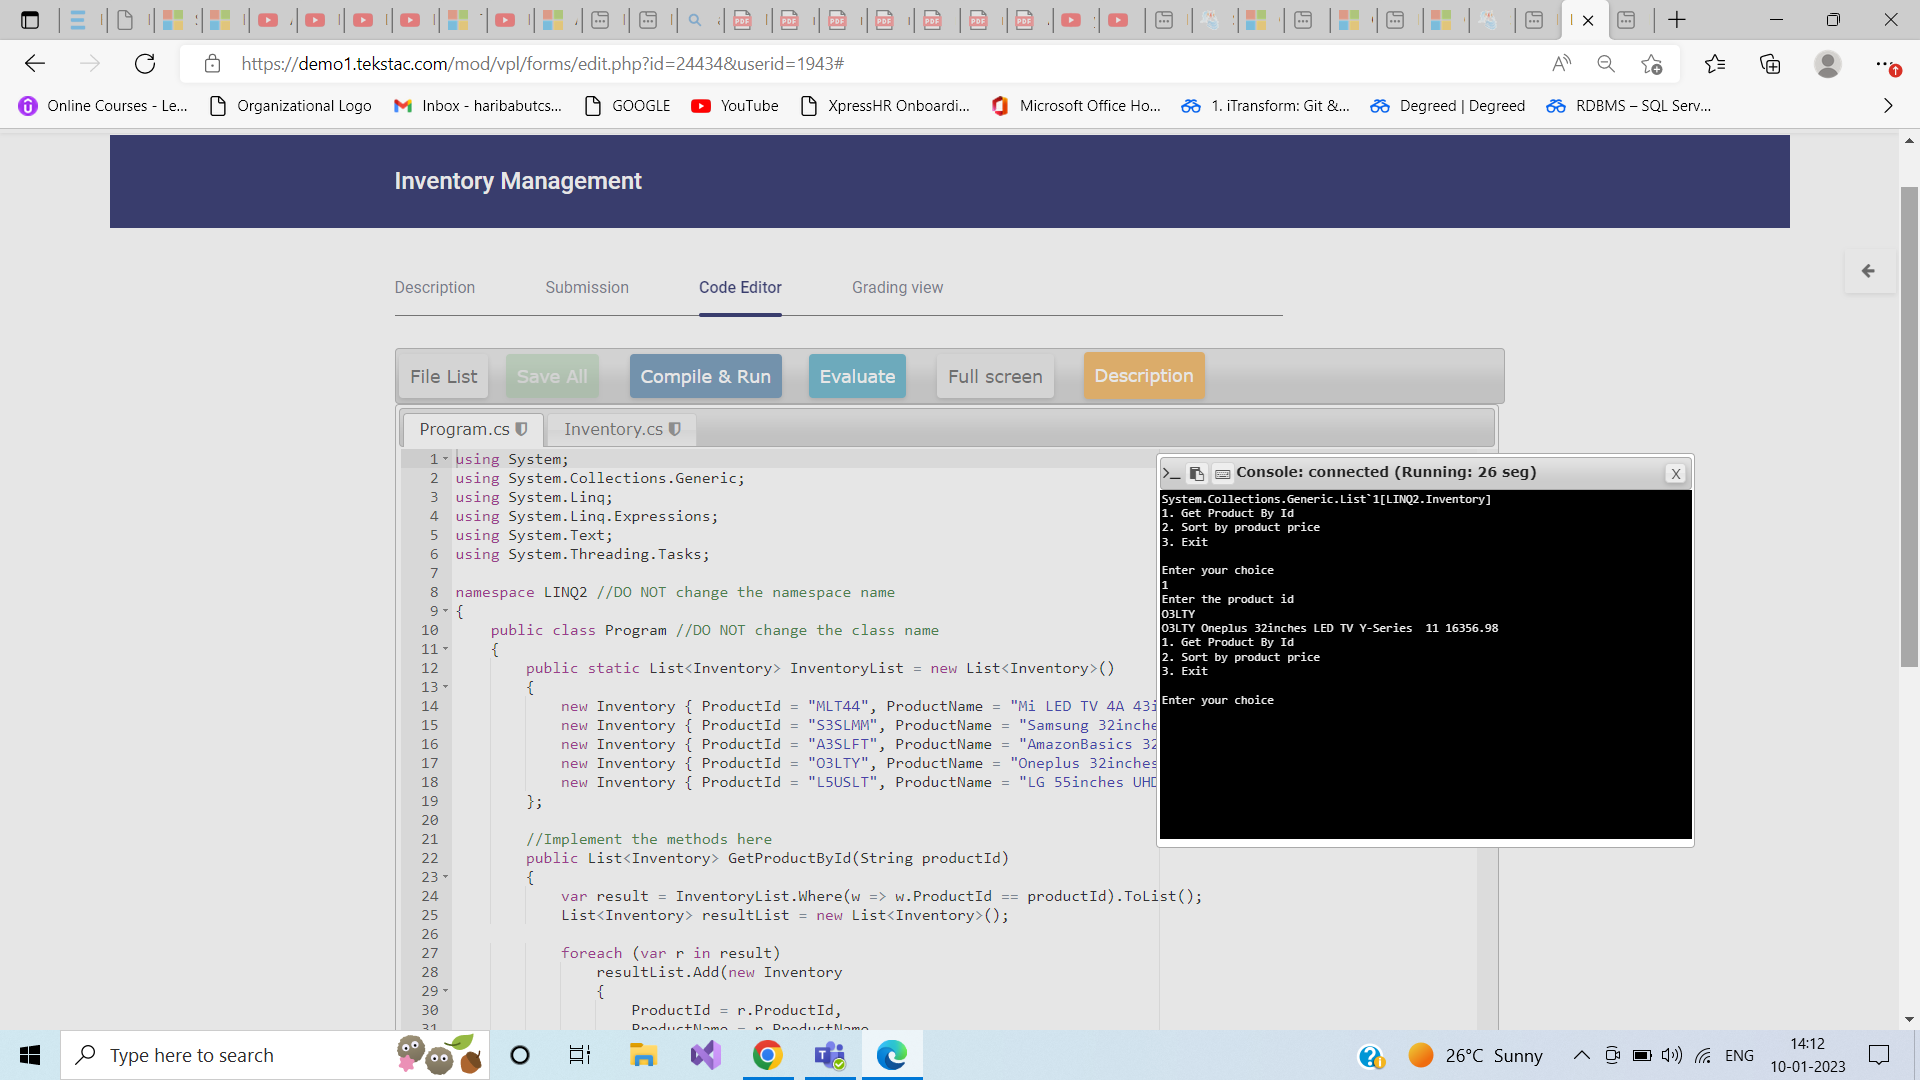 https://demo1.tekstac.com/mod/vpl/forms/edit.php?id=24434&userid=1943#
Online Courses - Le...
Organizational Logo
Inbox - haribabutcs...
GOOGLE
YouTube
XpressHR Onboardi...
Microsoft Office Ho...
1. iTransform: Git &...
Degreed | Degreed
RDBMS – SQL Serv...
Inventory Management
Description
Submission
Code Editor
Grading view
File List
Save All
Compile & Run
Evaluate
Full screen
Description
Program.cs
Inventory.cs
1 using System;
2 using System.Collections.Generic;
3 using System.Linq;
4 using System.Linq.Expressions;
5 using System.Text;
6 using System.Threading.Tasks;
7
8 namespace LINQ2 //DO NOT change the namespace name
9 {
10 public class Program //DO NOT change the class name
11 {
12 public static List<Inventory> InventoryList = new List<Inventory>()
13 {
14 new Inventory { ProductId = "MLT44", ProductName = "Mi LED TV 4A 43i
15 new Inventory { ProductId = "S3SLMM", ProductName = "Samsung 32inche
16 new Inventory { ProductId = "A3SLFT", ProductName = "AmazonBasics 32
17 new Inventory { ProductId = "O3LTY", ProductName = "Oneplus 32inches
18 new Inventory { ProductId = "L5USLT", ProductName = "LG 55inches UHD
19 };
20
21 //Implement the methods here
22 public List<Inventory> GetProductById(String productId)
23 {
24 var result = InventoryList.Where(w => w.ProductId == productId).ToList();
25 List<Inventory> resultList = new List<Inventory>();
26
27 foreach (var r in result)
28 resultList.Add(new Inventory
29 {
30 ProductId = r.ProductId,
31 ProductName = r.ProductName
Console: connected (Running: 26 seg)
X
System.Collections.Generic.List`1[LINQ2.Inventory]
1. Get Product By Id
2. Sort by product price
3. Exit
Enter your choice
1
Enter the product id
O3LTY
O3LTY Oneplus 32inches LED TV Y-Series 11 16356.98
1. Get Product By Id
2. Sort by product price
3. Exit
Enter your choice
Type here to search
26°C Sunny
ENG
14:12
10-01-2023